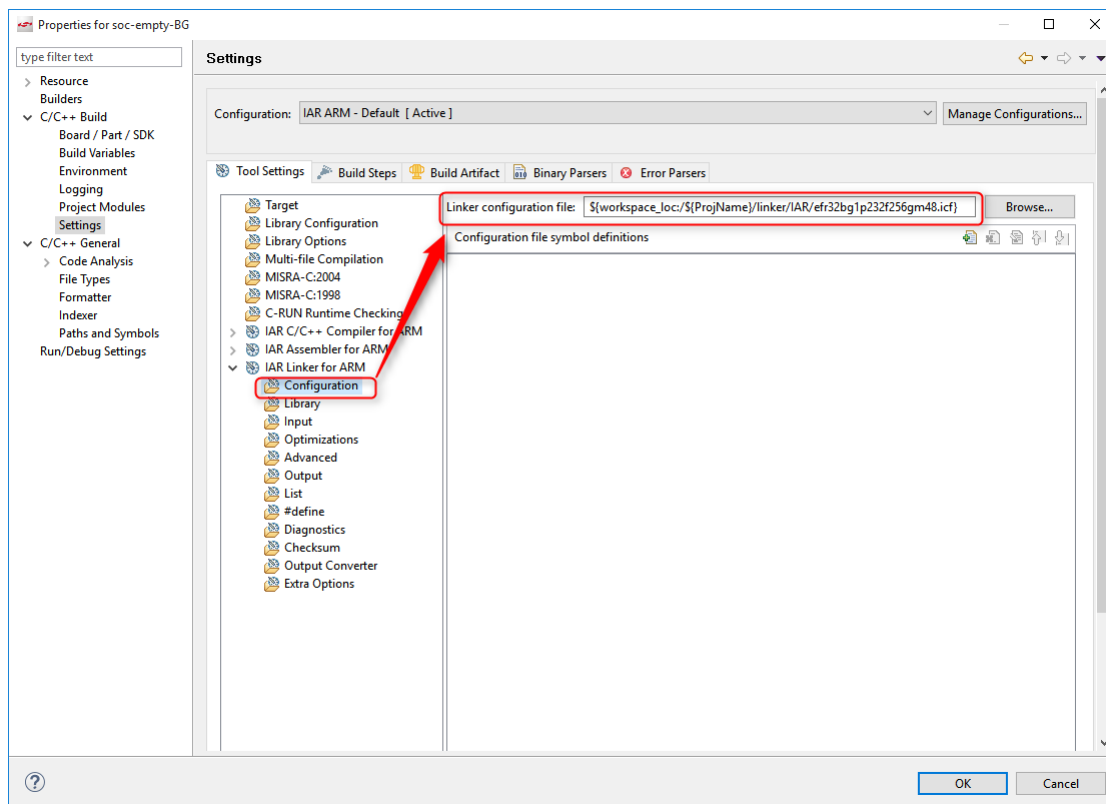 Properties for soc-empty-BG
type filter text
Resource
Builders
C/C++ Build
Board / Part / SDK
Build Variables
Environment
Logging
Project Modules
Settings
C/C++ General
Code Analysis
File Types
Formatter
Indexer
Paths and Symbols
Run/Debug Settings
Settings
Configuration: IAR ARM - Default [ Active ]
Manage Configurations...
Tool Settings Build Steps Build Artifact Binary Parsers Error Parsers
Target
Library Configuration
Library Options
Multi-file Compilation
MISRA-C:2004
MISRA-C:1998
C-RUN Runtime Checking
IAR C/C++ Compiler for ARM
IAR Assembler for ARM
IAR Linker for ARM
Configuration
Library
Input
Optimizations
Advanced
Output
List
#define
Diagnostics
Checksum
Output Converter
Extra Options
Linker configuration file: ${workspace_loc:/${ProjName}/linker/IAR/efr32bg1p232f256gm48.icf}
Browse...
Configuration file symbol definitions
OK
Cancel